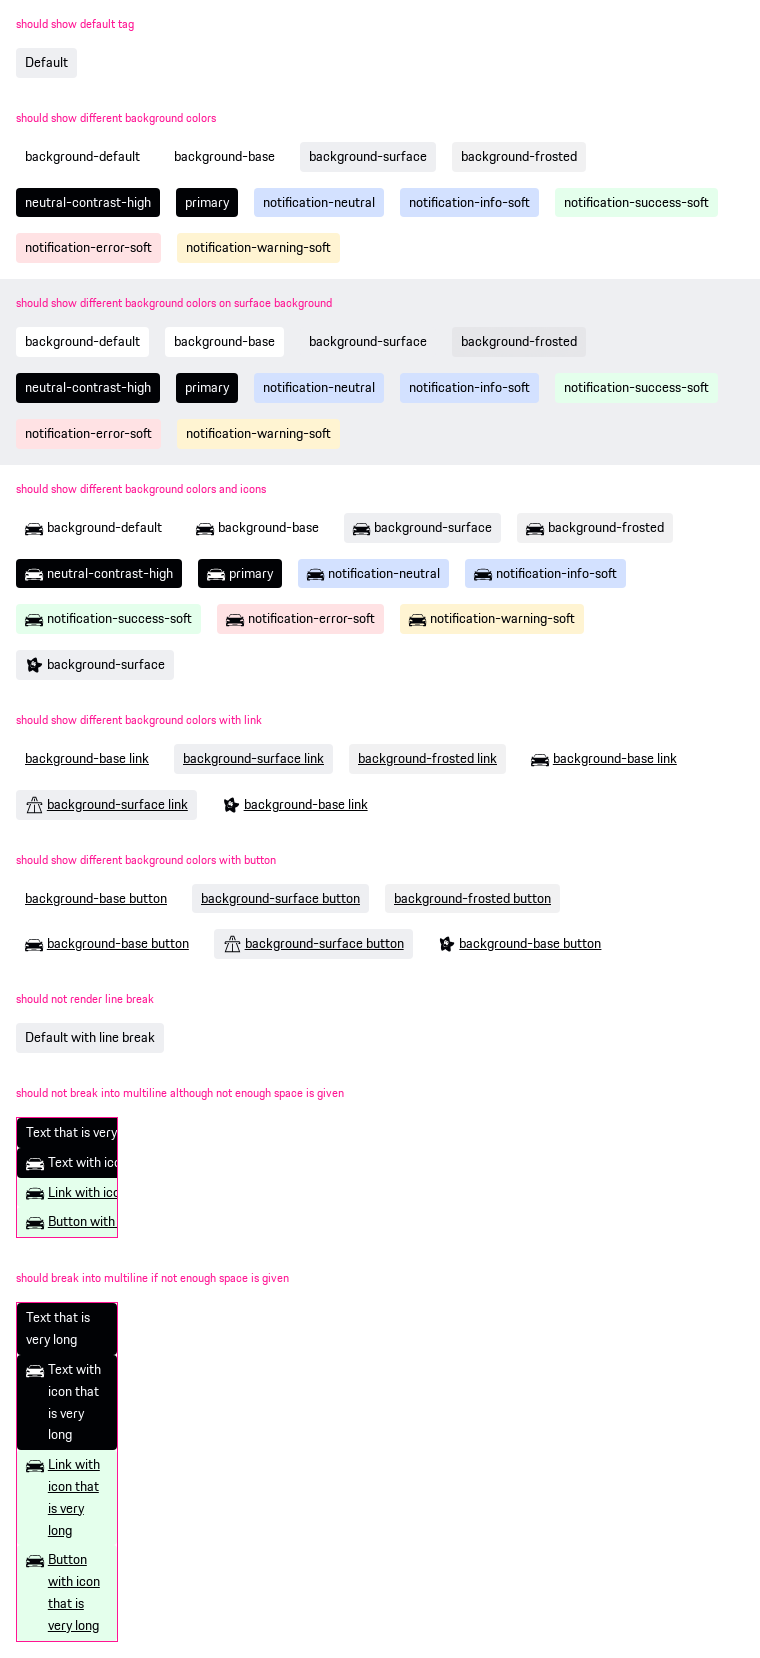 should show default tag
Default
should show different background colors
background-default background-base background-surface background-frosted
neutral-contrast-high primary notification-neutral notification-info-soft notification-success-soft
notification-error-soft notification-warning-soft
should show different background colors on surface background
background-default background-base background-surface background-frosted
neutral-contrast-high primary notification-neutral notification-info-soft notification-success-soft
notification-error-soft notification-warning-soft
should show different background colors and icons
background-default background-base background-surface background-frosted
neutral-contrast-high primary notification-neutral notification-info-soft
notification-success-soft notification-error-soft notification-warning-soft
background-surface
should show different background colors with link
background-base link background-surface link background-frosted link background-base link
background-surface link background-base link
should show different background colors with button
background-base button background-surface button background-frosted button
background-base button background-surface button background-base button
should not render line break
Default with line break
should not break into multiline although not enough space is given
Text that is very
Text with ico
Link with ico
Button with
should break into multiline if not enough space is given
Text that is
very long
Text with
icon that
is very
long
Link with
icon that
is very
long
Button
with icon
that is
very long